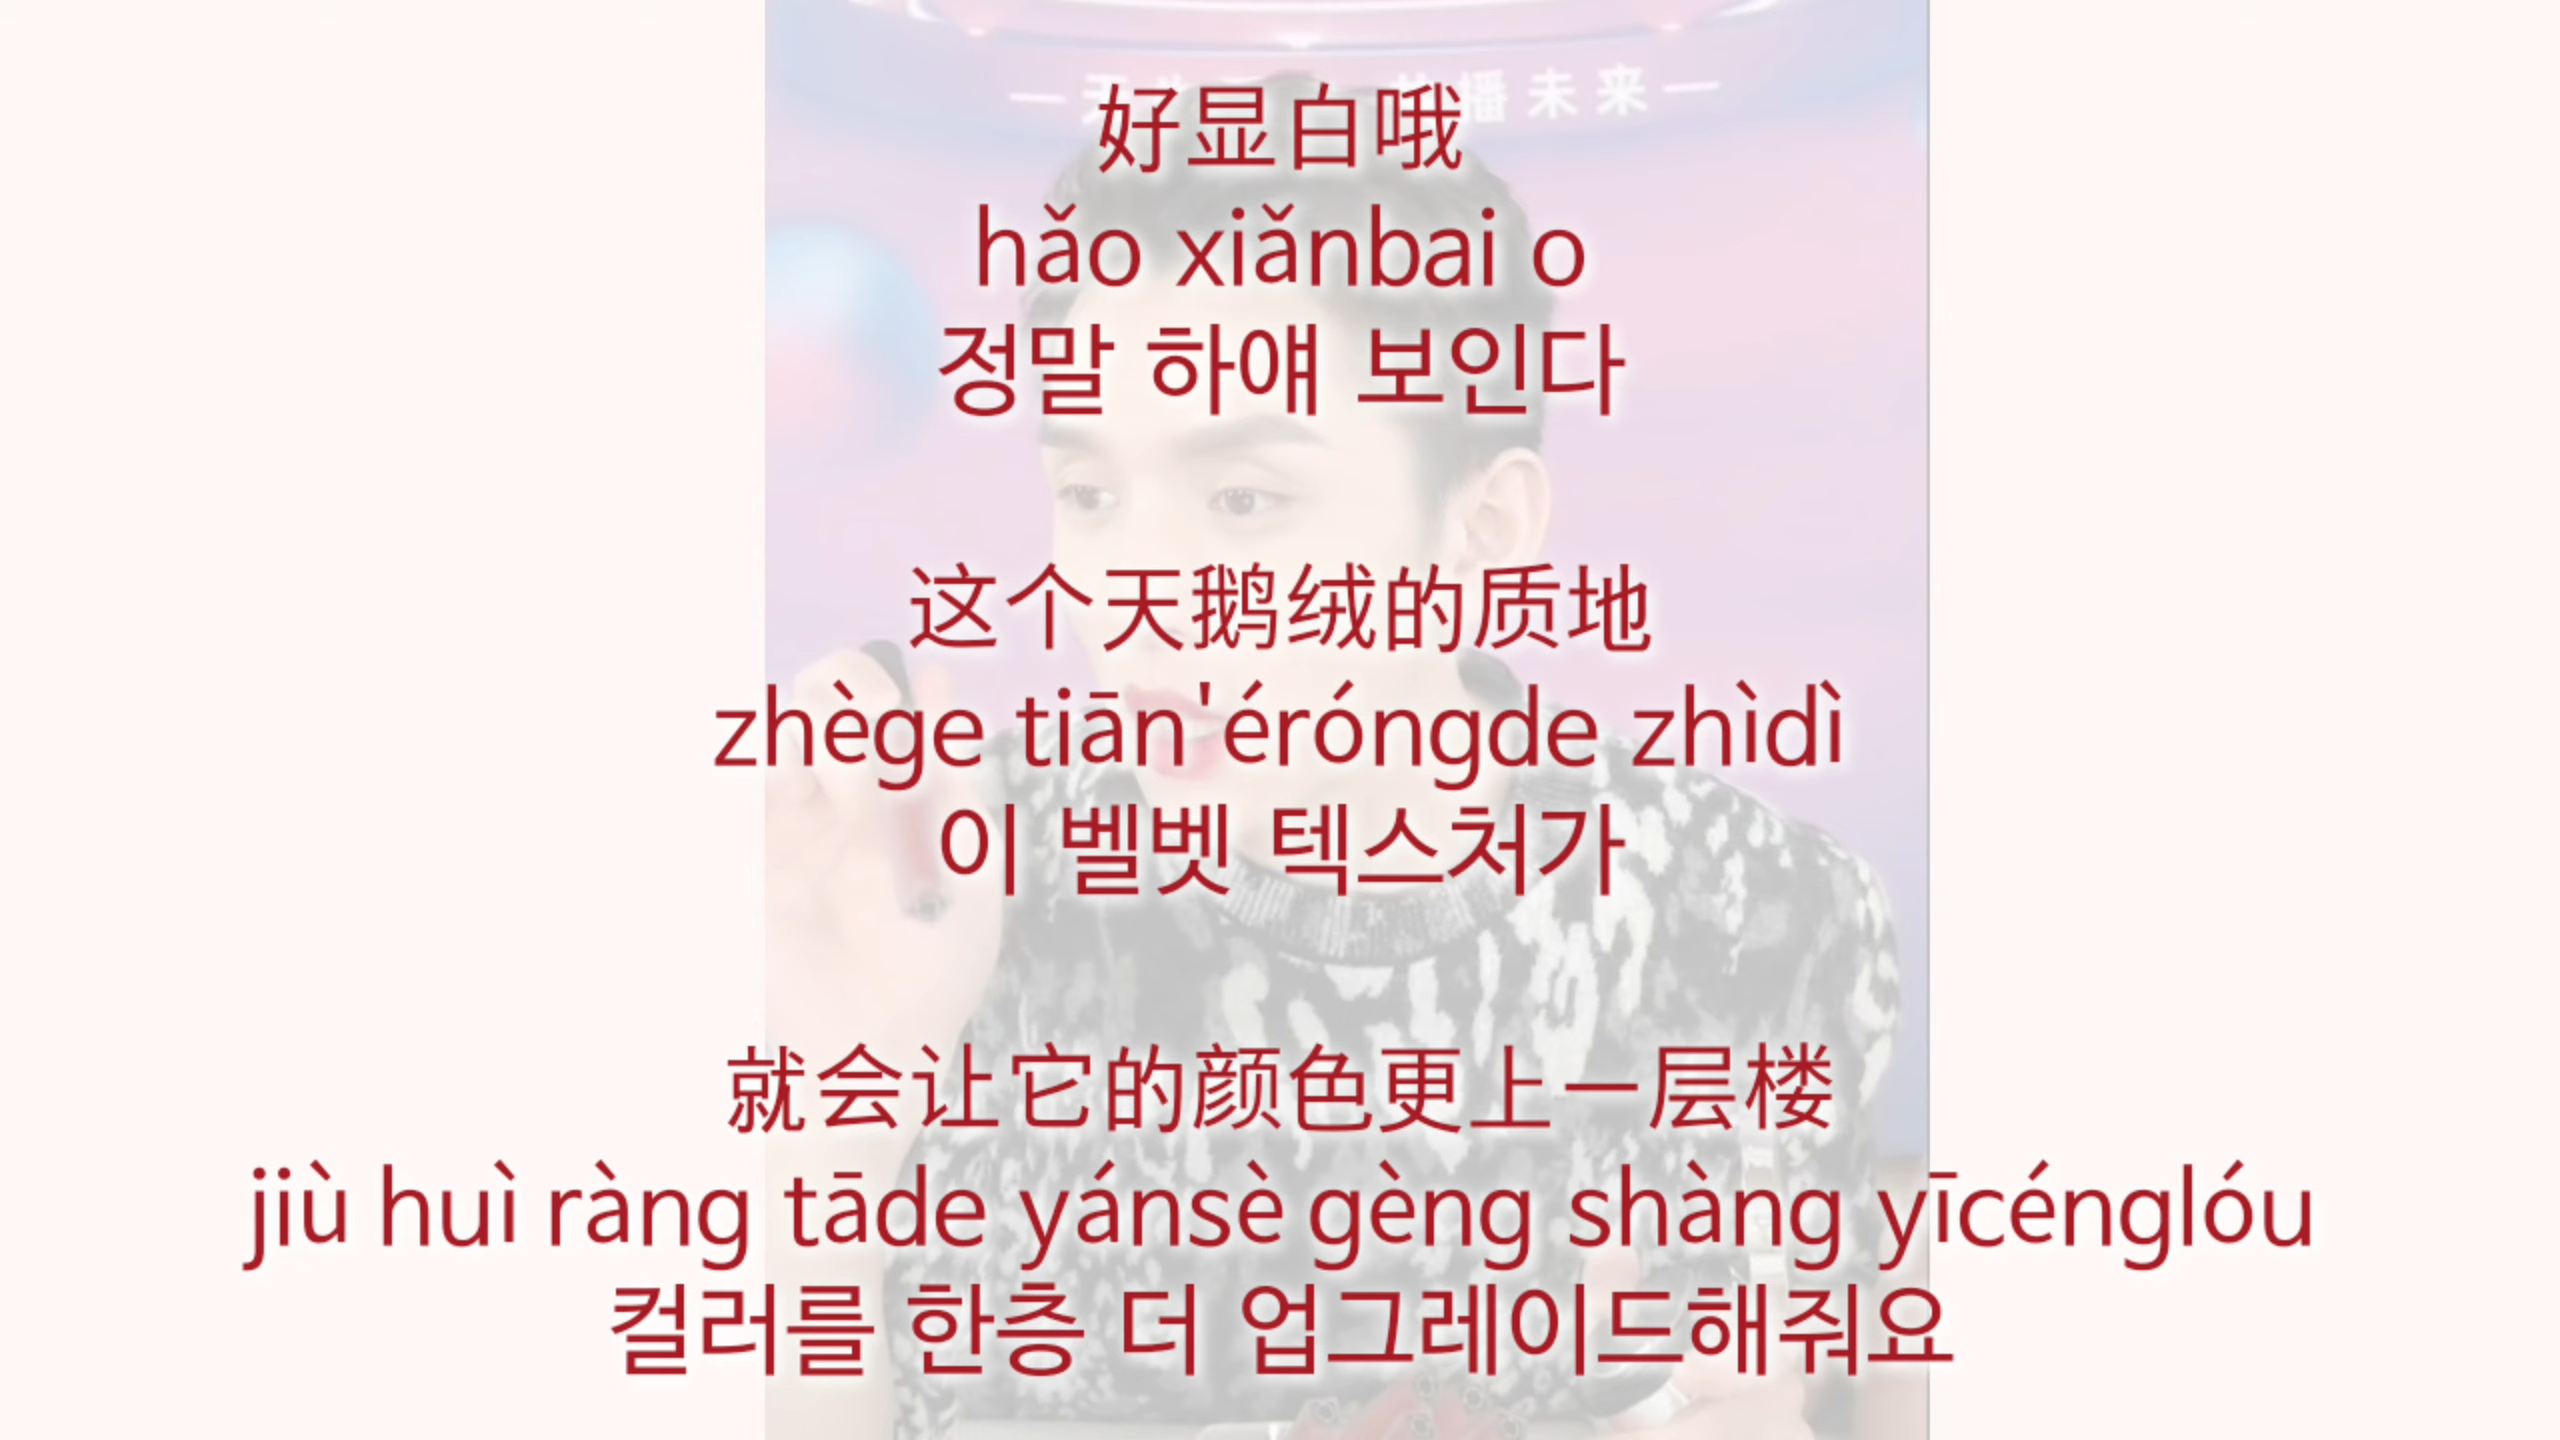 播未来
好显白哦
hǎo xiǎnbai o
정말 하얘 보인다
这个天鹅绒的质地
zhège tiān'éróngde zhìdì
이 벨벳 텍스처가
就会让它的颜色更上一层楼
jiù huì ràng tāde yánsè gèng shàng yīcénglóu
컬러를 한층 더 업그레이드해줘요